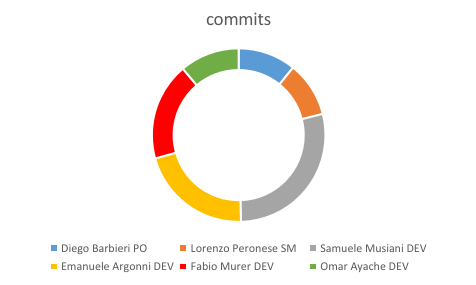 commits
Diego Barbieri PO Lorenzo Peronese SM Samuele Musiani DEV
Emanuele Argonni DEV Fabio Murer DEV Omar Ayache DEV